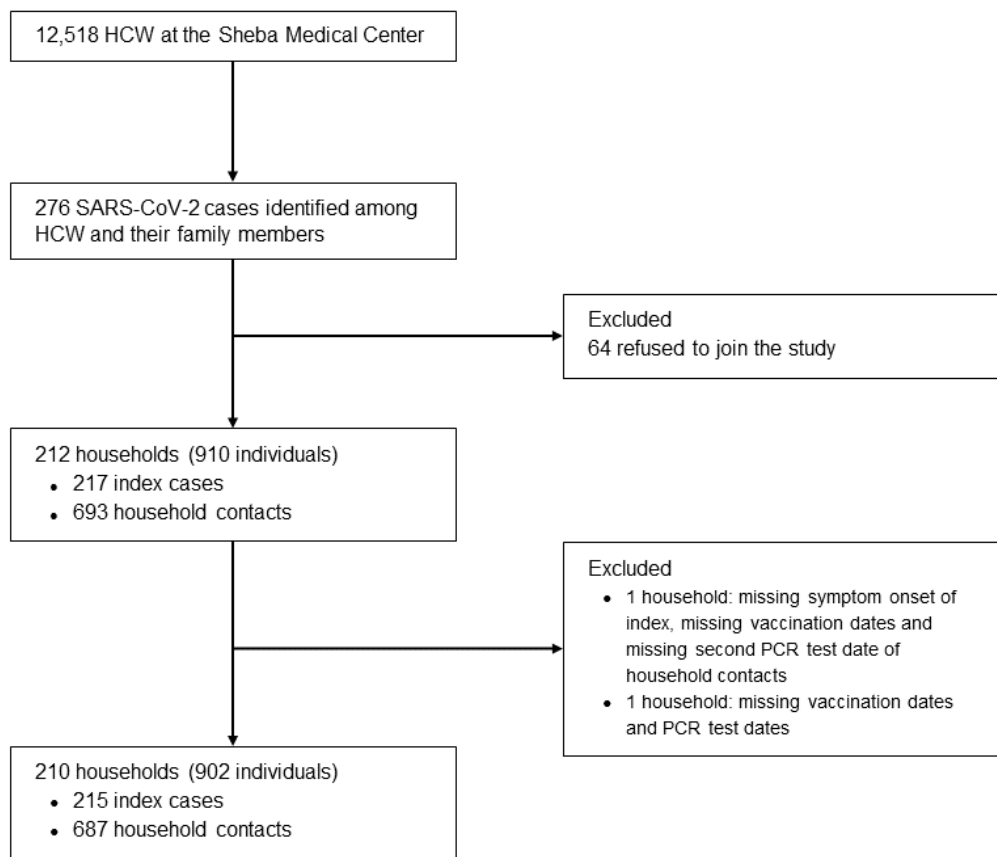 12,518 HCW at the Sheba Medical Center
276 SARS-CoV-2 cases identified among
HCW and their family members
Excluded
64 refused to join the study
212 households (910 individuals)
• 217 index cases
• 693 household contacts
Excluded
• 1 household: missing symptom onset of
index, missing vaccination dates and
missing second PCR test date of
household contacts
• 1 household: missing vaccination dates
and PCR test dates
210 households (902 individuals)
• 215 index cases
• 687 household contacts